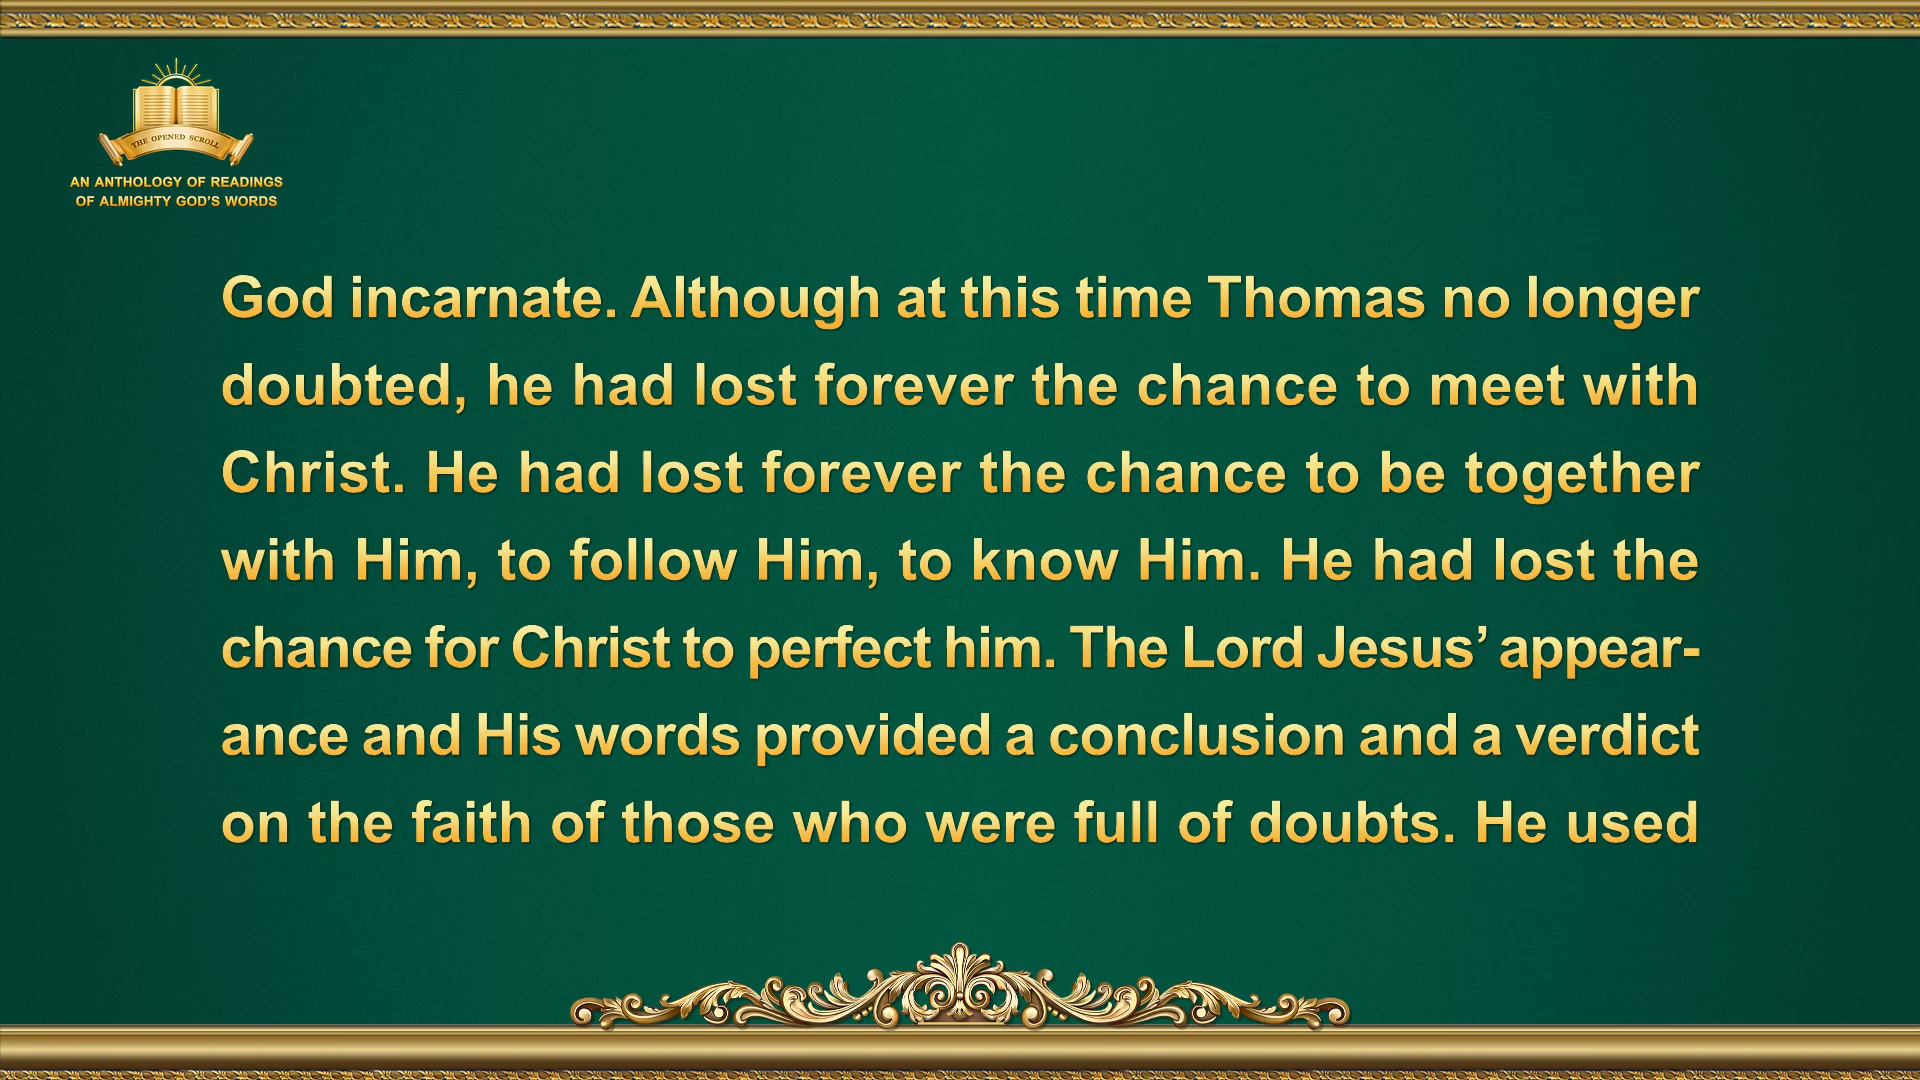 THE OPENED SCROLL
AN ANTHOLOGY OF READINGS
OF ALMIGHTY GOD'S WORDS
God incarnate. Although at this time Thomas no longer
doubted, he had lost forever the chance to meet with
Christ. He had lost forever the chance to be together
with Him, to follow Him, to know Him. He had lost the
chance for Christ to perfect him. The Lord Jesus’ appear-
ance and His words provided a conclusion and a verdict
on the faith of those who were full of doubts. He used